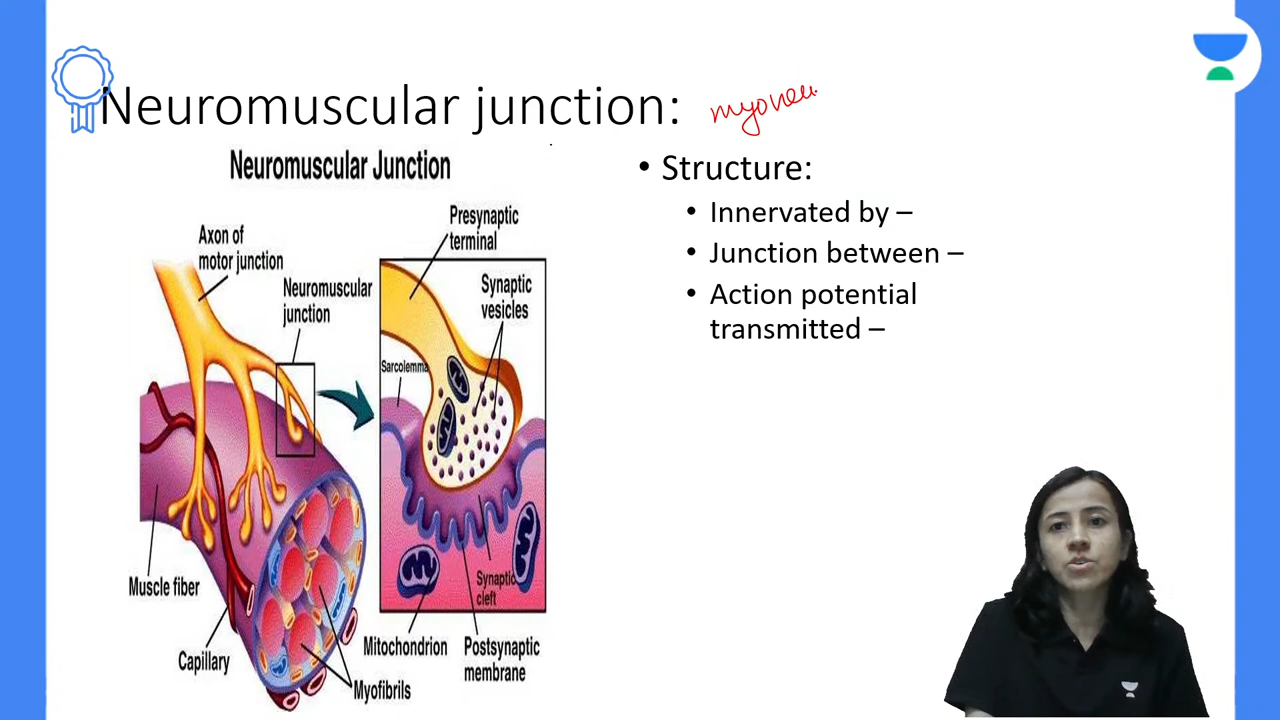 Neuromuscular junction: myoneu
Neuromuscular Junction
• Structure:
• Innervated by –
• Junction between –
• Action potential
transmitted –
Presynaptic
terminal
Axon of
motor junction
Neuromuscular
junction
Synaptic
vesicles
Sarcolemma
Muscle fiber
Synaptic
cleft
Capillary
Mitochondrion
Postsynaptic
membrane
Myofibrils